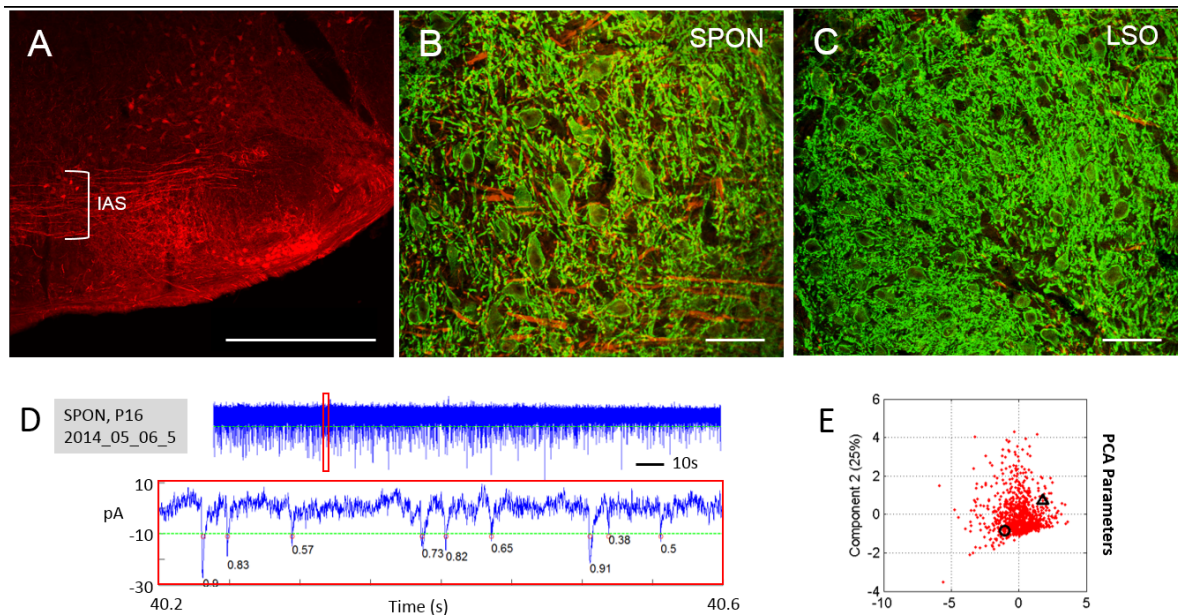 A
IAS
B
SPON
C
LSO
D
SPON, P16
2014_05_06_5
10s
10
pA
-10
-30
0.9
0.83
0.57
0.73
0.82
0.65
0.91
0.38
0.5
40.2
Time (s)
40.6
E
6
4
2
0
-2
-4
-10
-5
0
5
Component 2 (25%)
PCA Parameters